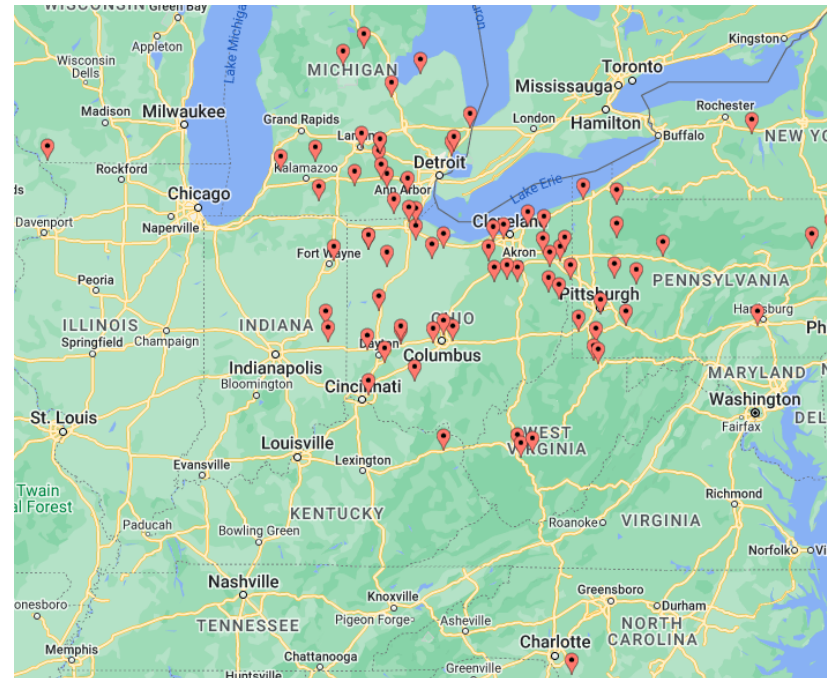 WISCONSIN
Green Bay
Appleton
Wisconsin
Dells
Lake Michigan
MICHIGAN
Kingston
Toronto
Mississauga
Hamilton
London
Rochester
Buffalo
NEW YO
Madison
Milwaukee
Grand Rapids
Rockford
Kalamazoo
Ann Arbor
Detroit
Lake Erie
Chicago
Naperville
Davenport
Cleveland
Akron
Fort Wayne
Peoria
ILLINOIS
Springfield
Champaign
INDIANA
Indianapolis
Bloomington
OHIO
Dayton
Columbus
Cincinnati
Pittsburgh
PENNSYLVANIA
Harrisburg
Ph
MARYLAND
Washington
Fairfax
DEL
St. Louis
Louisville
Evansville
Lexington
WEST
VIRGINIA
Twain
al Forest
Paducah
KENTUCKY
Bowling Green
Richmond
Roanoke
VIRGINIA
Norfolk
Vi
Nashville
TENNESSEE
Knoxville
Pigeon Forge
Asheville
Greensboro
Durham
NORTH
CAROLINA
Charlotte
Greenville
onesboro
Memphis
Chattanooga
Huntsville